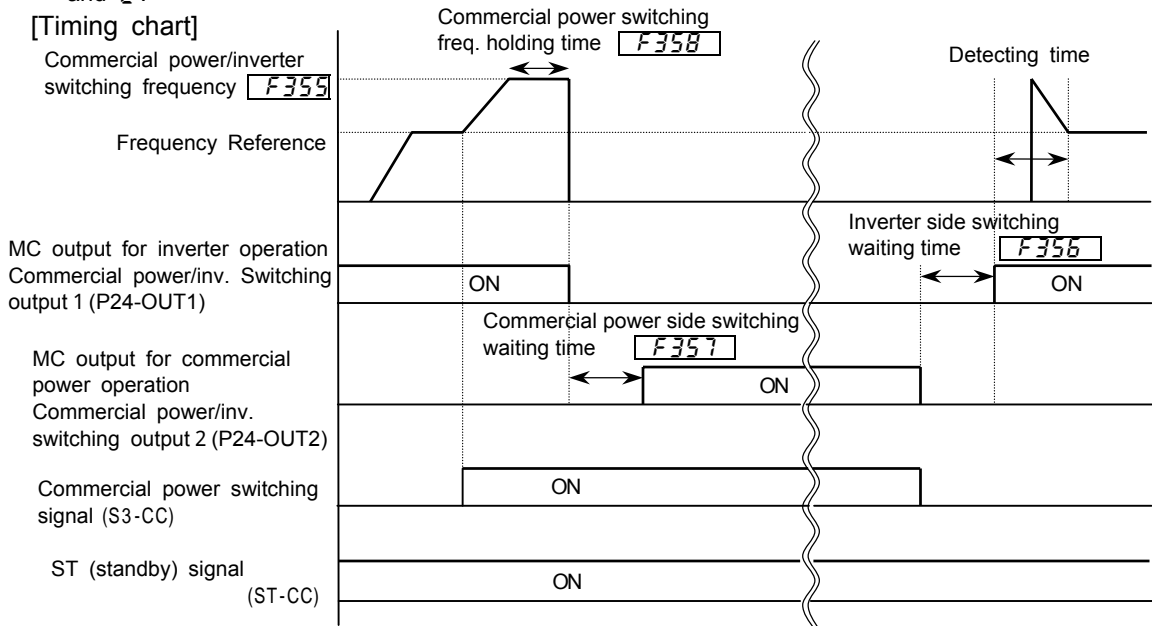 [Timing chart]
Commercial power switching
freq. holding time F358
Commercial power/inverter
switching frequency F355
Detecting time
Frequency Reference
Inverter side switching
waiting time F356
MC output for inverter operation
Commercial power/inv. Switching
output 1 (P24-OUT1)
ON
ON
Commercial power side switching
waiting time F357
MC output for commercial
power operation
Commercial power/inv.
switching output 2 (P24-OUT2)
ON
Commercial power switching
signal (S3-CC)
ON
ST (standby) signal
(ST-CC)
ON